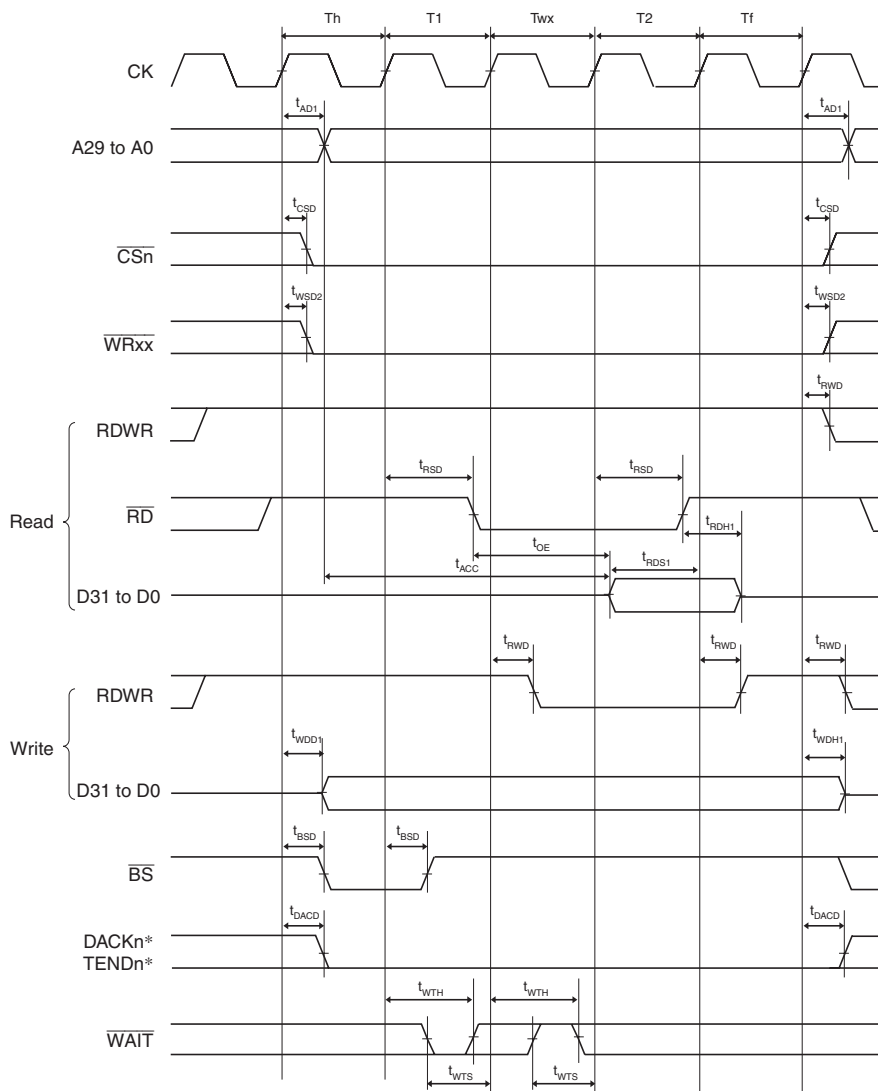 Th T1 Twx T2 Tf
CK
tAD1 tAD1
A29 to A0
tCSD tCSD
CSn
tWSD2 tWSD2
WRxx
tRWD
RDWR
tRSD tRSD
Read
RD
tRDH1
tOE
tACC tRDS1
D31 to D0
tRWD tRWD tRWD
RDWR
Write
tWDD1 tWDH1
D31 to D0
tBSD tBSD
BS
tDACD tDACD
DACKn*
TENDn*
tWTH tWTH
WAIT
tWTS tWTS